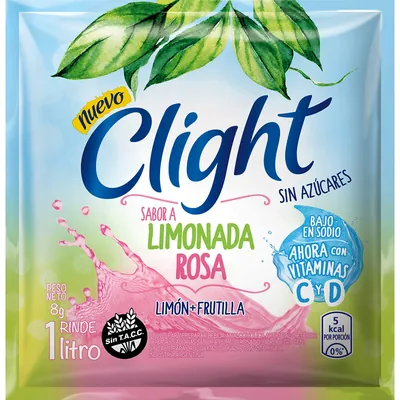 NUEVO
Clight
SIN AZÚCARES
SABOR A
LIMONADA
ROSA
LIMÓN+FRUTILLA
BAJO
EN SODIO
AHORA CON
VITAMINAS
C Y D
PESO
NETO
8g
RINDE
1 litro
Sin T.A.C.C.
5
kcal
POR PORCIÓN
0%*